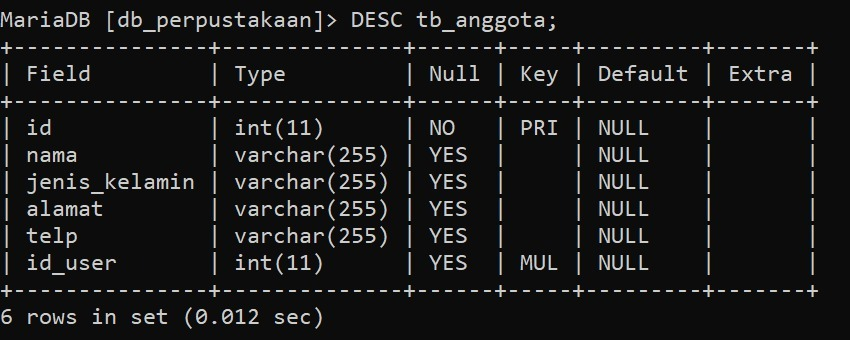 MariaDB [db_perpustakaan]> DESC tb_anggota;
+---------------+--------------+------+-----+---------+-------+
| Field         | Type         | Null | Key | Default | Extra |
+---------------+--------------+------+-----+---------+-------+
| id            | int(11)      | NO   | PRI | NULL    |       |
| nama          | varchar(255) | YES  |     | NULL    |       |
| jenis_kelamin | varchar(255) | YES  |     | NULL    |       |
| alamat        | varchar(255) | YES  |     | NULL    |       |
| telp          | varchar(255) | YES  |     | NULL    |       |
| id_user       | int(11)      | YES  | MUL | NULL    |       |
+---------------+--------------+------+-----+---------+-------+
6 rows in set (0.012 sec)